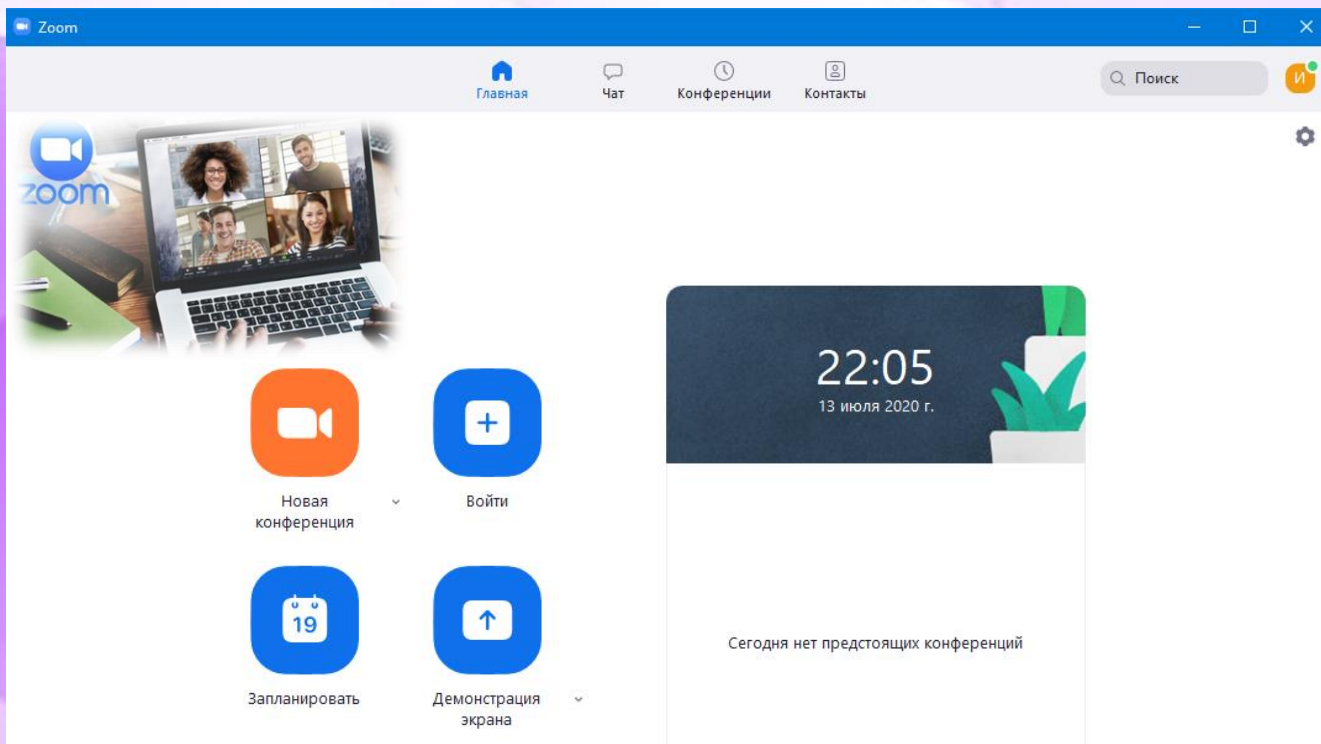 Zoom
Главная
Чат
Конференции
Контакты
Поиск
И
zoom
22:05
13 июля 2020 г.
Новая
конференция
Войти
19
Запланировать
Демонстрация
экрана
Сегодня нет предстоящих конференций